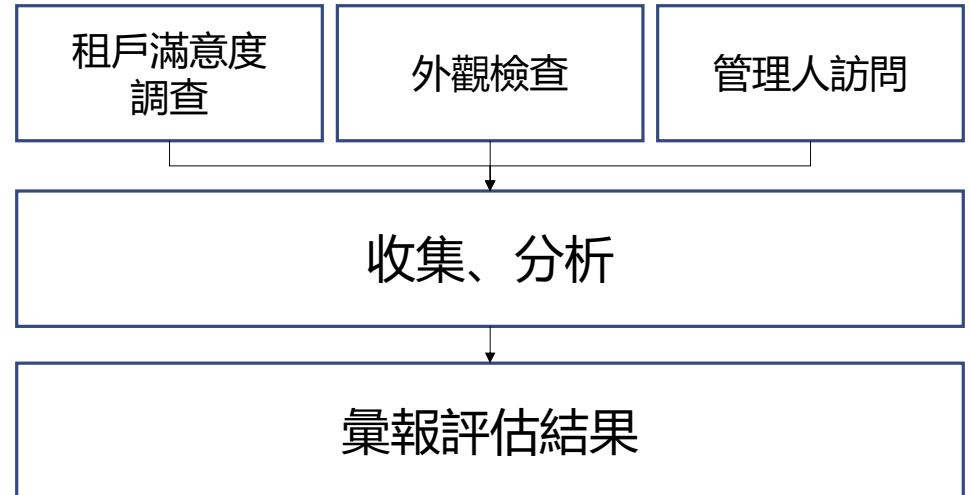 租戶滿意度
調查
外觀檢查
管理人訪問
收集、分析
彙報評估結果